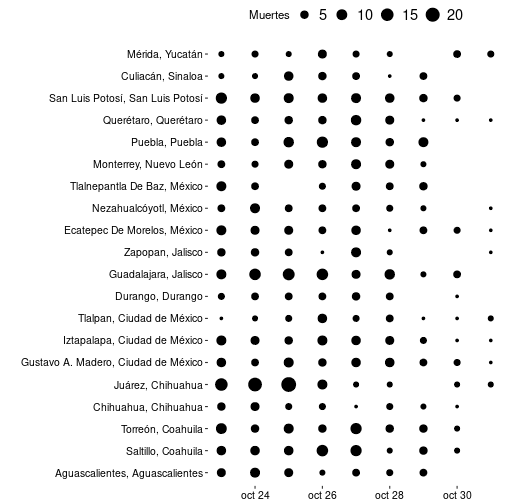 Muertes 5 10 15 20
Mérida, Yucatán
Culiacán, Sinaloa
San Luis Potosí, San Luis Potosí
Querétaro, Querétaro
Puebla, Puebla
Monterrey, Nuevo León
Tlalnepantla De Baz, México
Nezahualcóyotl, México
Ecatepec De Morelos, México
Zapopan, Jalisco
Guadalajara, Jalisco
Durango, Durango
Tlalpan, Ciudad de México
Iztapalapa, Ciudad de México
Gustavo A. Madero, Ciudad de México
Juárez, Chihuahua
Chihuahua, Chihuahua
Torreón, Coahuila
Saltillo, Coahuila
Aguascalientes, Aguascalientes
oct 24 oct 26 oct 28 oct 30